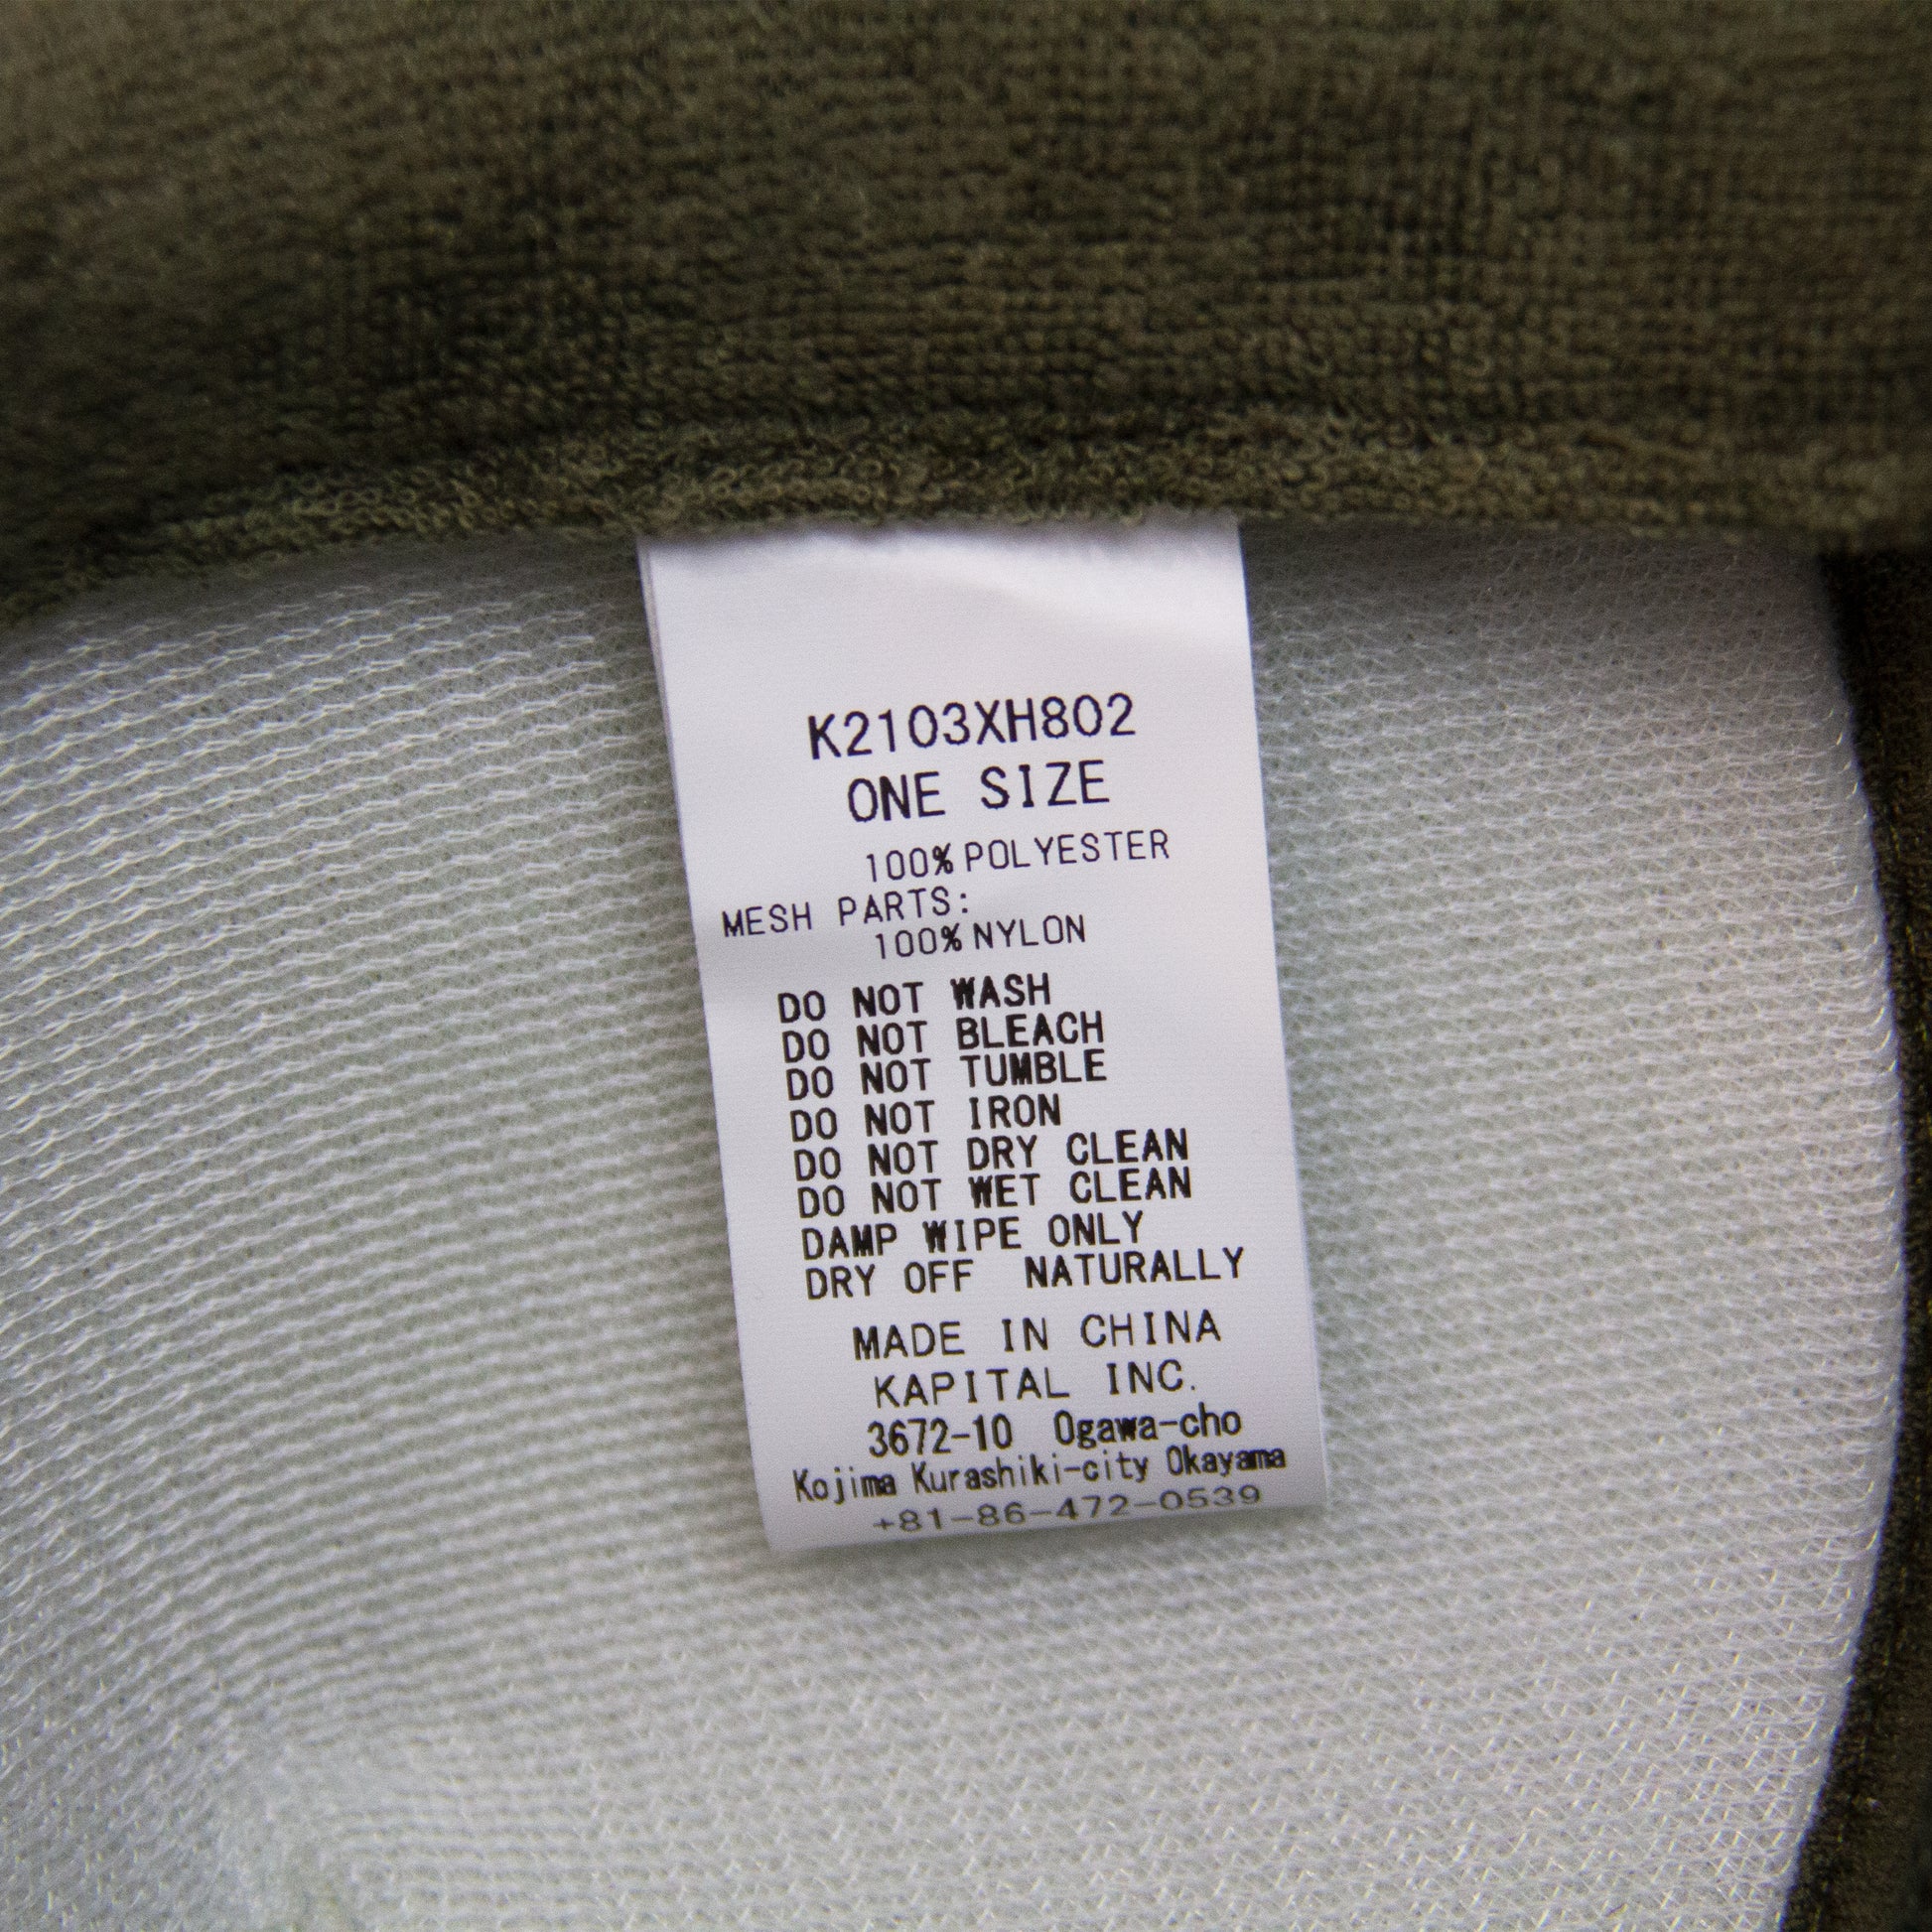 K2103XH802
ONE SIZE
100% POLYESTER
MESH PARTS:
100% NYLON
DO NOT WASH
DO NOT BLEACH
DO NOT TUMBLE
DO NOT IRON
DO NOT DRY CLEAN
DO NOT WET CLEAN
DAMP WIPE ONLY
DRY OFF NATURALLY
MADE IN CHINA
KAPITAL INC.
3672-10 Ogawa-cho
Kojima Kurashiki-city Okayama
+81-86-472-0539